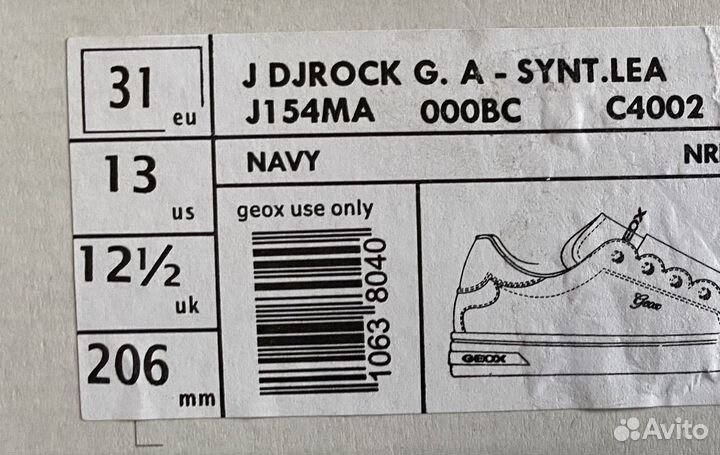 31 eu
13 us
12½ uk
206 mm
J DJROCK G. A - SYNT.LEA
J154MA 000BC C4002
NAVY
geox use only
1063 8040
GEOX
Geox
GEOX
Avito